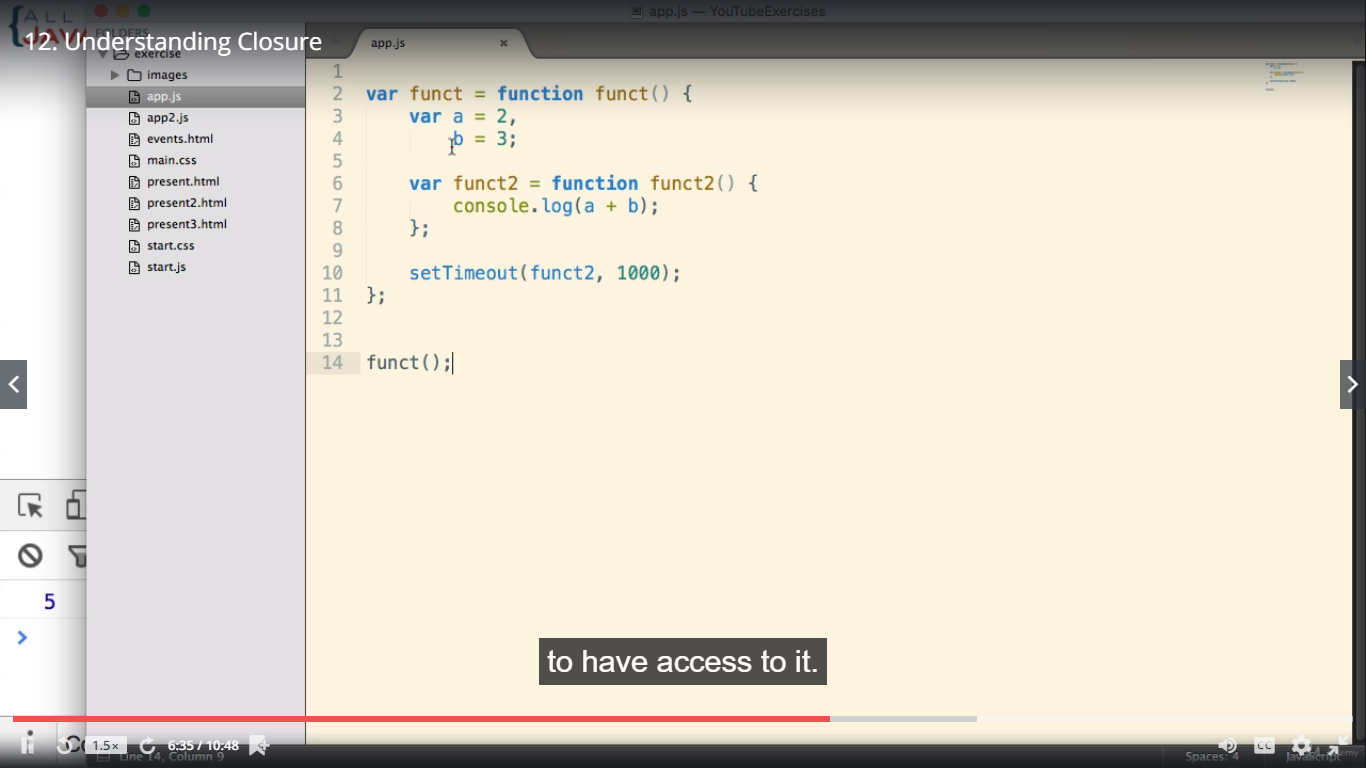 app.js — YouTubeExercises
ALL
JAVA
12. Understanding Closure
FOLDERS
exercise
images
app.js
app2.js
events.html
main.css
present.html
present2.html
present3.html
start.css
start.js
app.js ×
1
2 var funct = function funct() {
3 var a = 2,
4 b = 3;
5
6 var funct2 = function funct2() {
7 console.log(a + b);
8 };
9
10 setTimeout(funct2, 1000);
11 };
12
13
14 funct();
5
to have access to it.
1.5×
6:35 / 10:48
CC
Line 14, Column 9
Spaces: 4
JavaScript